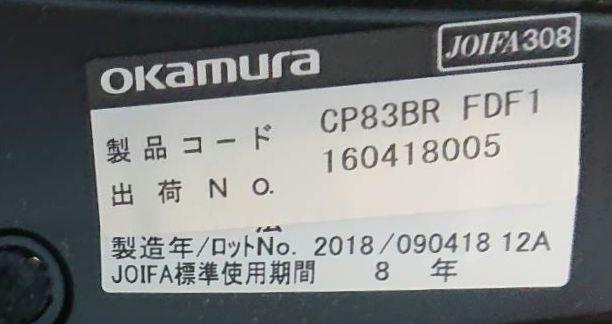 okamura
JOIFA308
製品コード CP83BR FDF1
出荷NO. 160418005
製造年/ロットNo. 2018/090418 12A
JOIFA標準使用期間 8 年